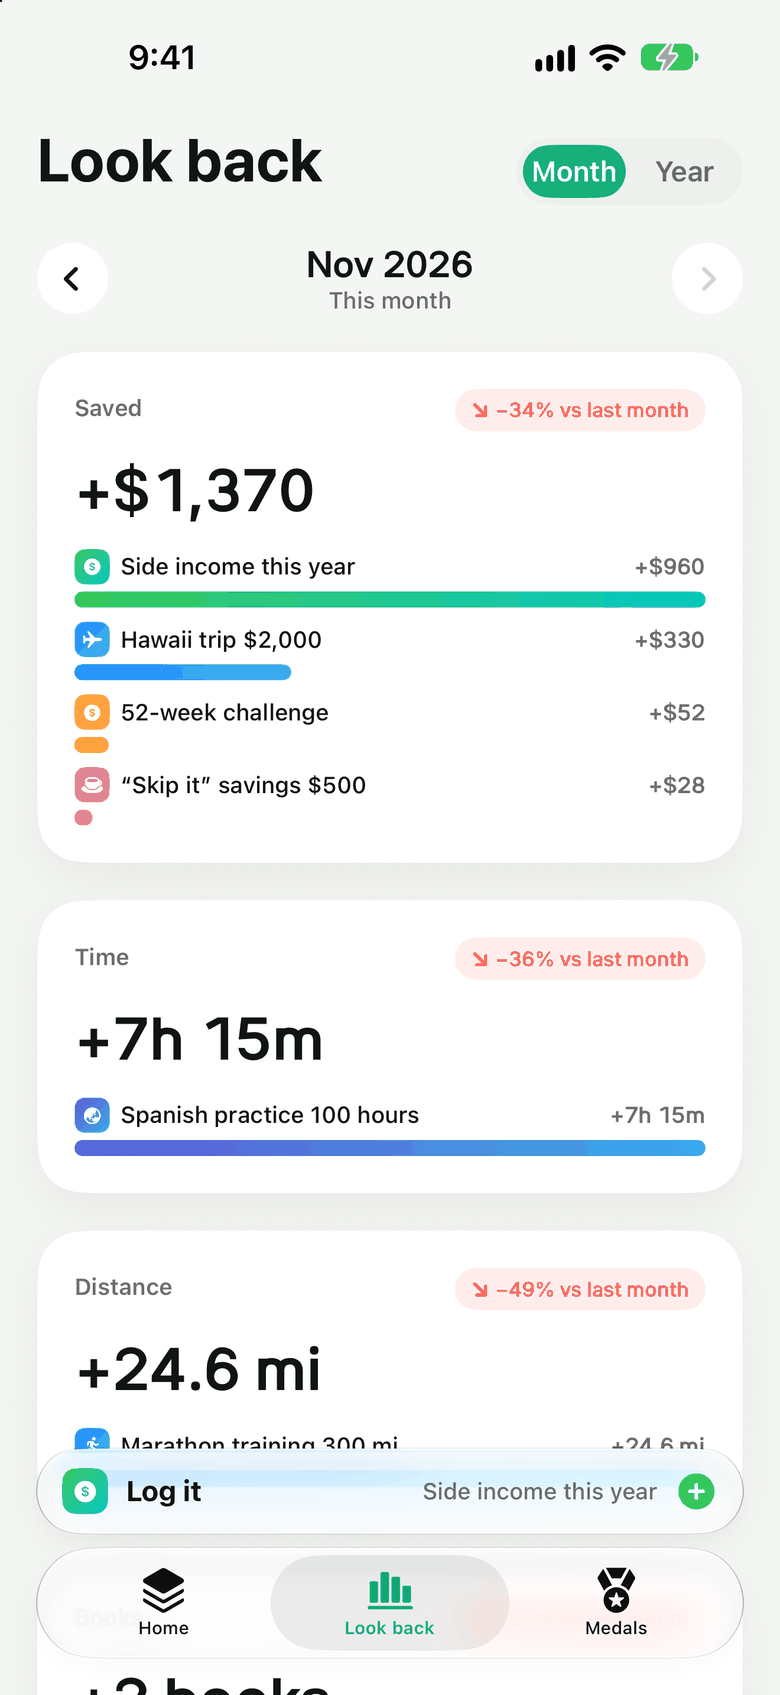 9:41
Look back
Month
Year
Nov 2026
This month
Saved
−34% vs last month
+$1,370
Side income this year
+$960
Hawaii trip $2,000
+$330
52-week challenge
+$52
“Skip it” savings $500
+$28
Time
−36% vs last month
+7h 15m
Spanish practice 100 hours
+7h 15m
Distance
−49% vs last month
+24.6 mi
Marathon training 300 mi
+24.6 mi
Log it
Side income this year
Books
Home
Look back
Medals
books